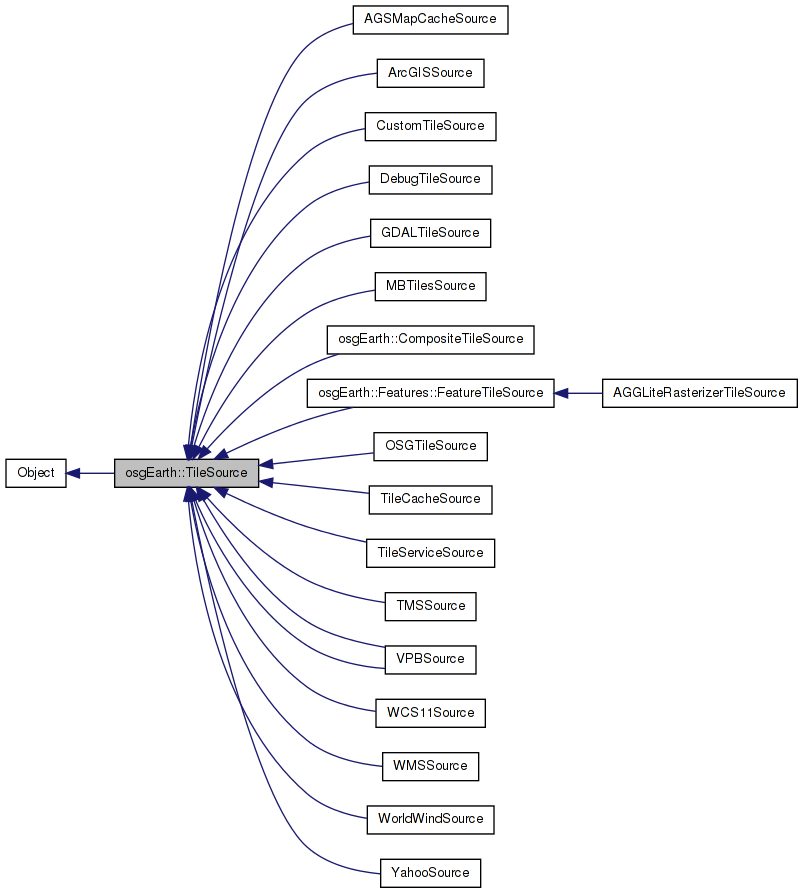 AGSMapCacheSource
ArcGISSource
CustomTileSource
DebugTileSource
GDALTileSource
MBTilesSource
osgEarth::CompositeTileSource
osgEarth::Features::FeatureTileSource
AGGLiteRasterizerTileSource
OSGTileSource
Object
osgEarth::TileSource
TileCacheSource
TileServiceSource
TMSSource
VPBSource
WCS11Source
WMSSource
WorldWindSource
YahooSource